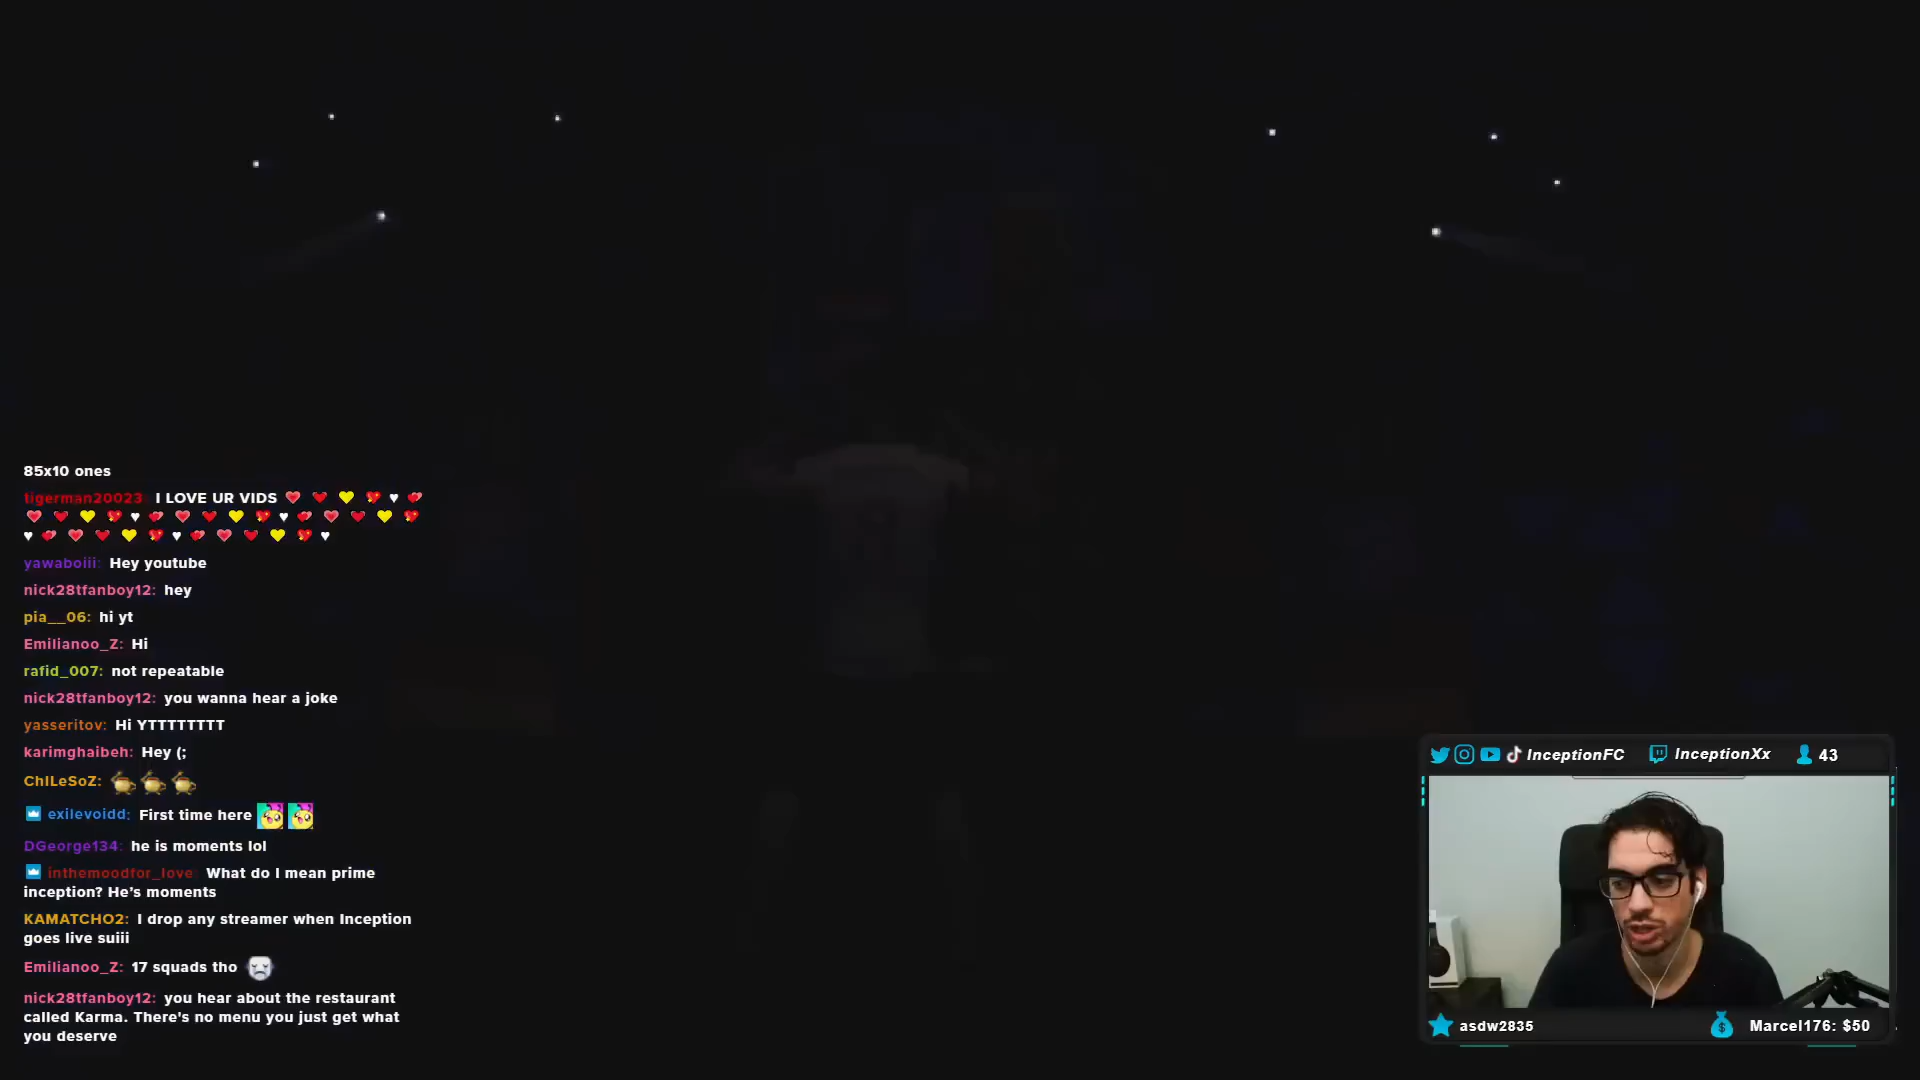 85x10 ones
tigerman20023: I LOVE UR VIDS
yawaboiii: Hey youtube
nick28tfanboy12: hey
pia__06: hi yt
Emilianoo_Z: Hi
rafid_007: not repeatable
nick28tfanboy12: you wanna hear a joke
yasseritov: Hi YTTTTTTTT
karimghaibeh: Hey (;
ChILeSoZ:
exilevoidd: First time here
DGeorge134: he is moments lol
inthemoodfor_love: What do I mean prime
inception? He's moments
KAMATCHO2: I drop any streamer when Inception
goes live suiii
Emilianoo_Z: 17 squads tho
nick28tfanboy12: you hear about the restaurant
called Karma. There's no menu you just get what
you deserve
InceptionFC InceptionXx 43
asdw2835 Marcel176: $50